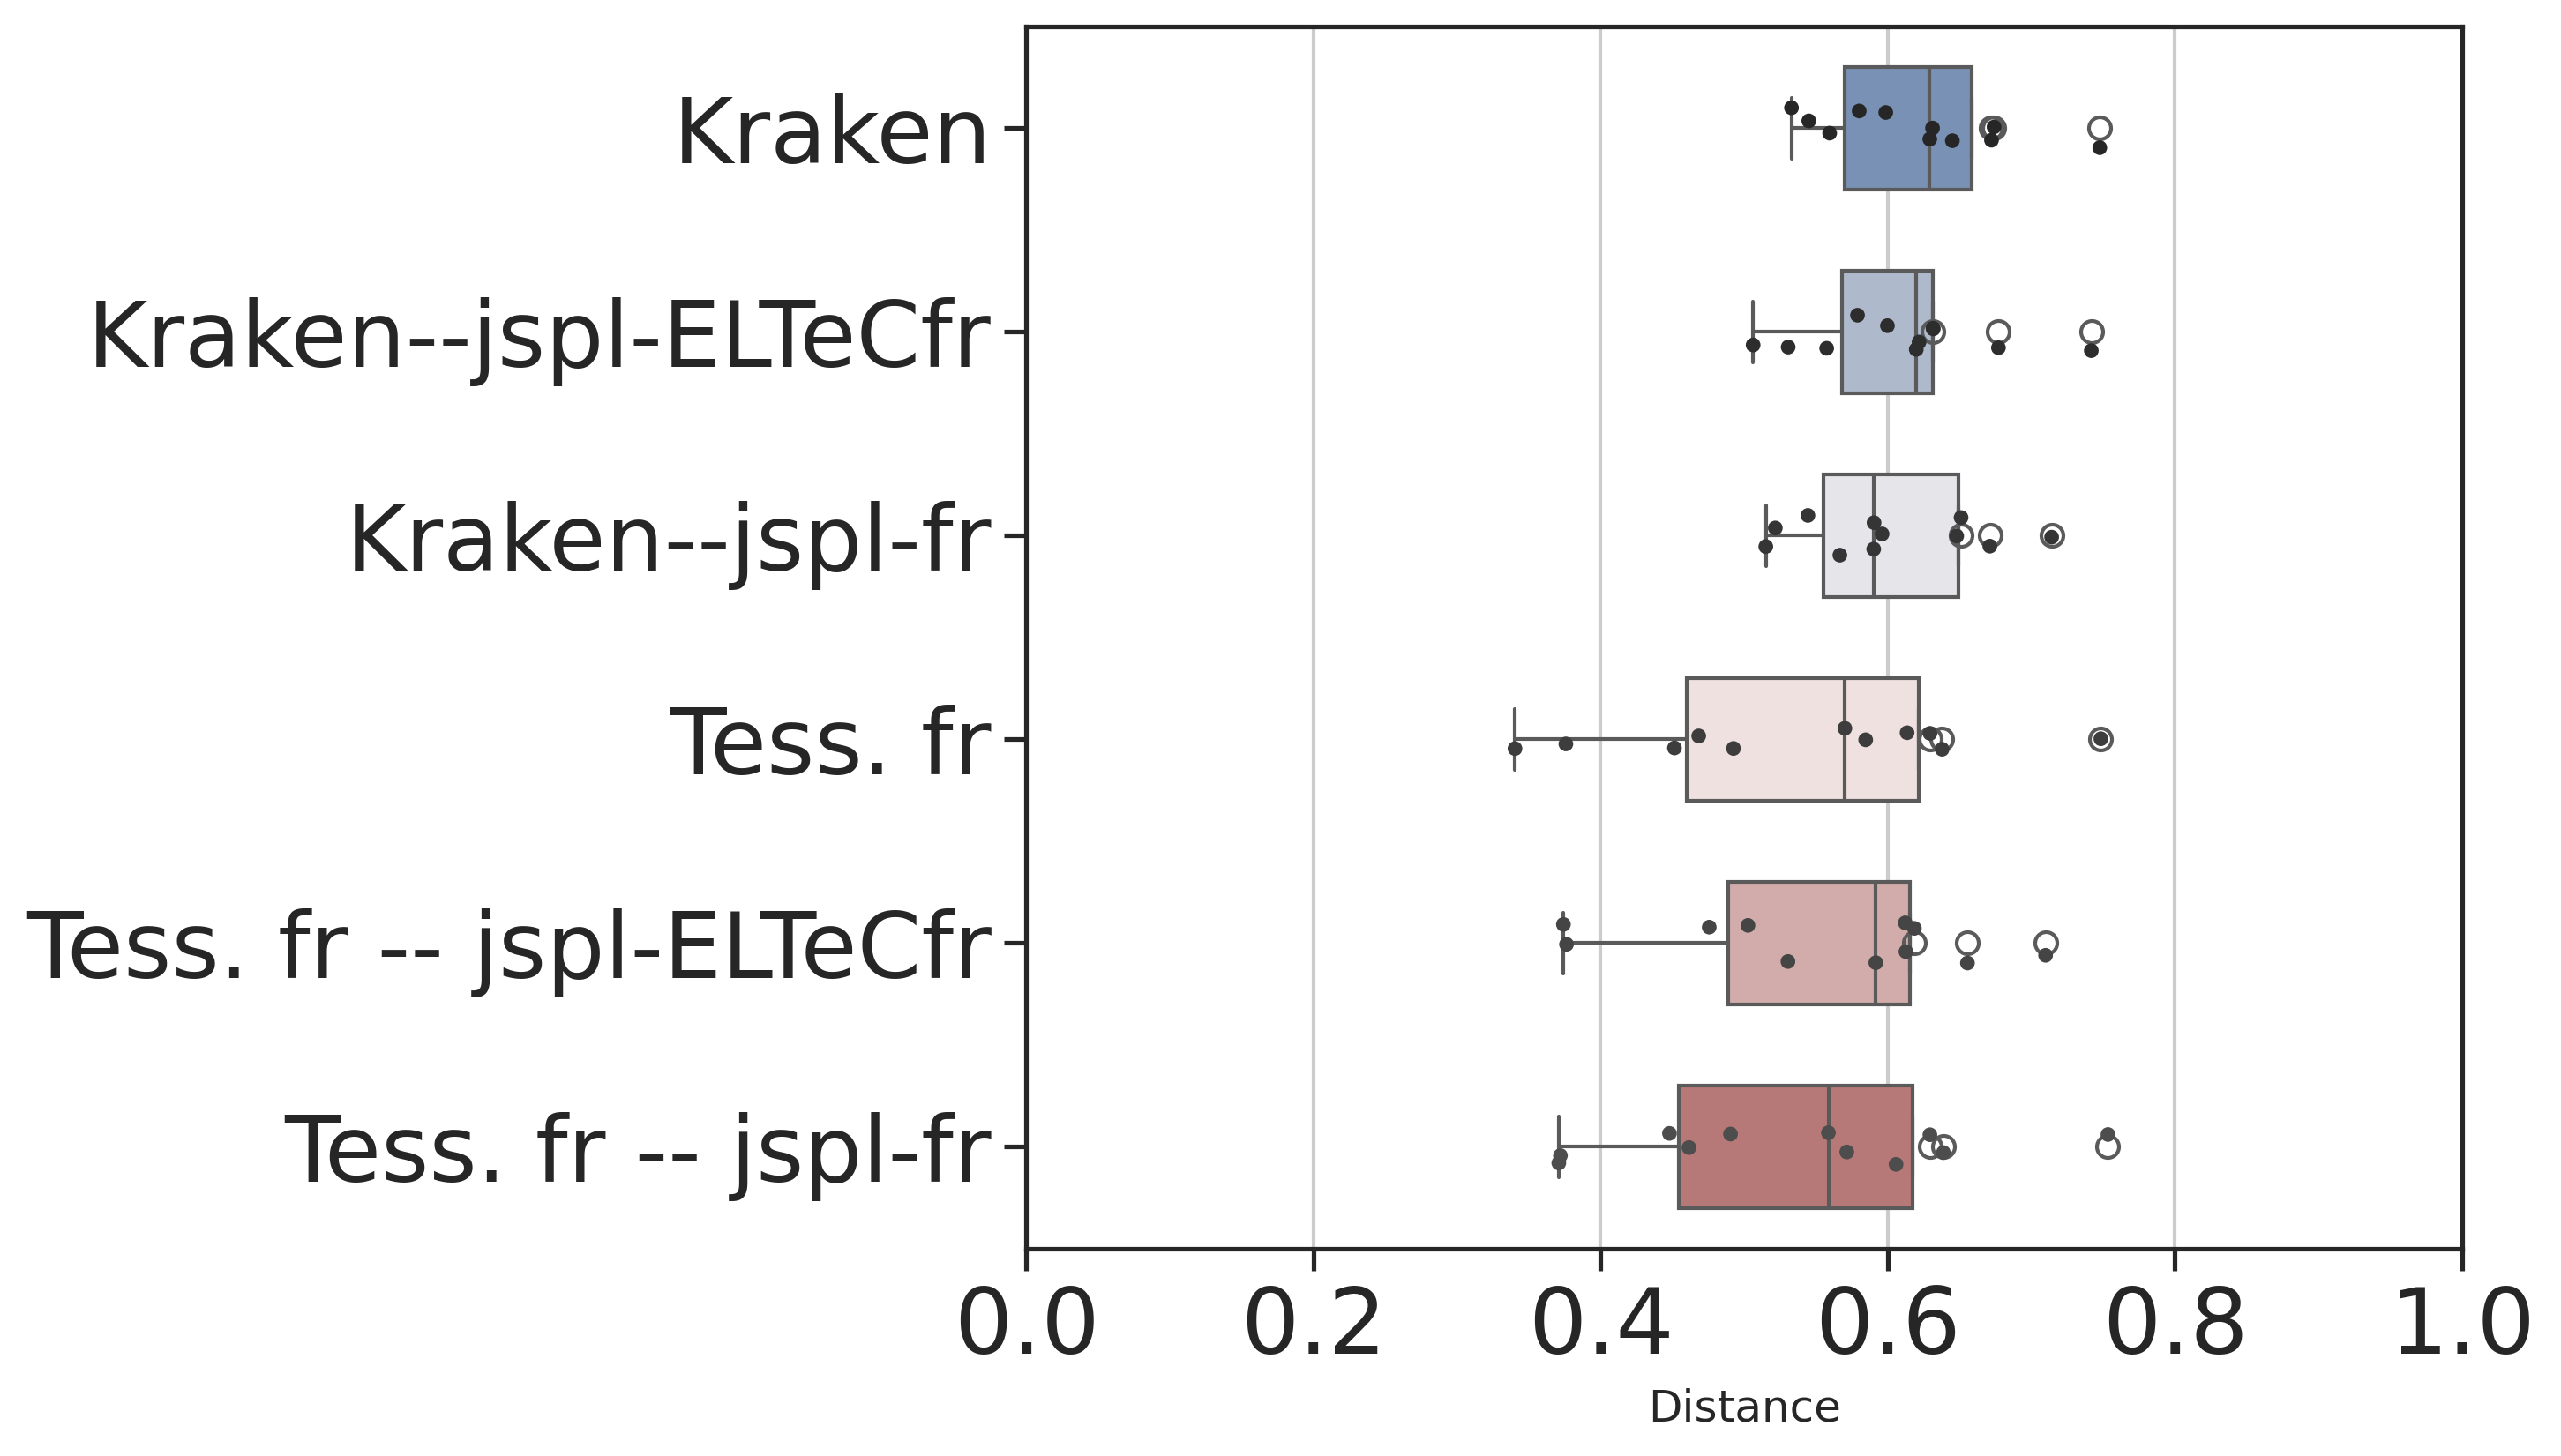 Kraken
Kraken--jspl-ELTeCfr
Kraken--jspl-fr
Tess. fr
Tess. fr -- jspl-ELTeCfr
Tess. fr -- jspl-fr
0.0 0.2 0.4 0.6 0.8 1.0
Distance